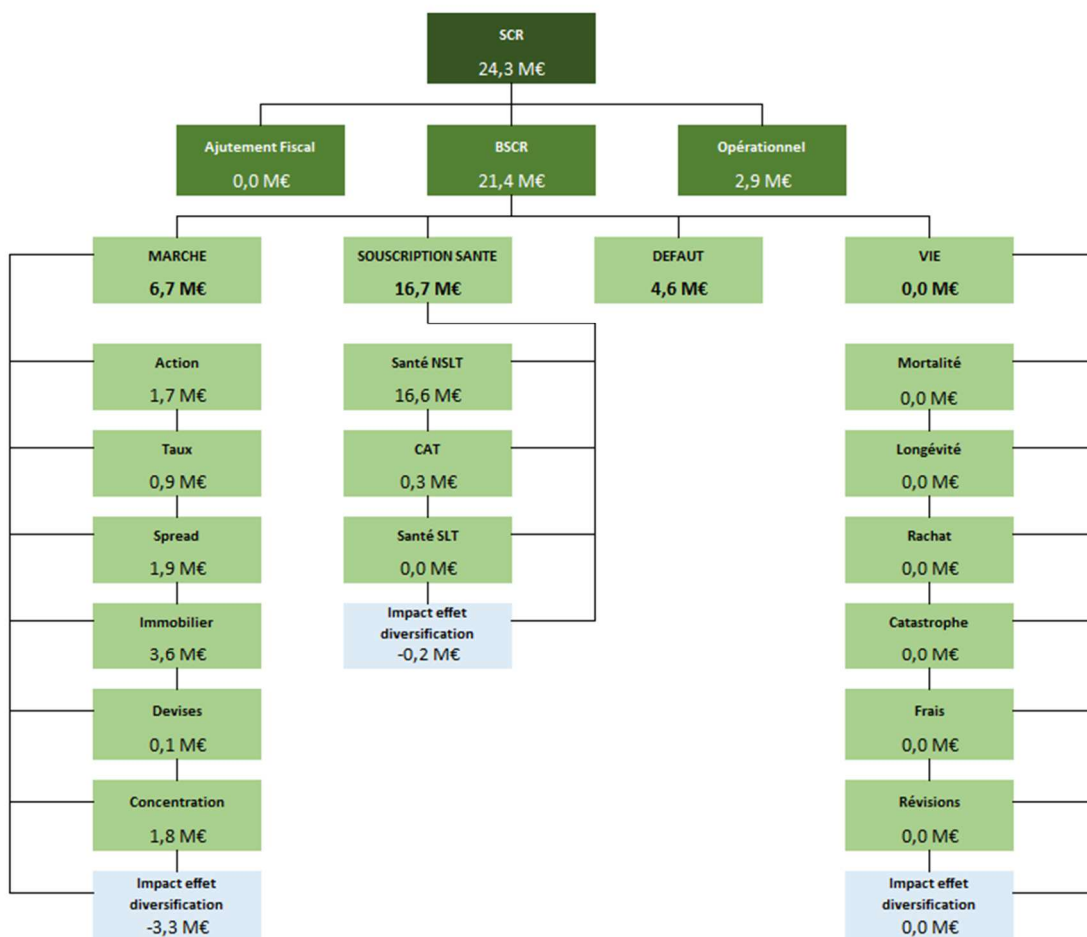 SCR
24,3 M€
Ajutement Fiscal
0,0 M€
BSCR
21,4 M€
Opérationnel
2,9 M€
MARCHE
6,7 M€
SOUSCRIPTION SANTE
16,7 M€
DEFAUT
4,6 M€
VIE
0,0 M€
Action
1,7 M€
Taux
0,9 M€
Spread
1,9 M€
Immobilier
3,6 M€
Devises
0,1 M€
Concentration
1,8 M€
Impact effet
diversification
-3,3 M€
Santé NSLT
16,6 M€
CAT
0,3 M€
Santé SLT
0,0 M€
Impact effet
diversification
-0,2 M€
Mortalité
0,0 M€
Longévité
0,0 M€
Rachat
0,0 M€
Catastrophe
0,0 M€
Frais
0,0 M€
Révisions
0,0 M€
Impact effet
diversification
0,0 M€